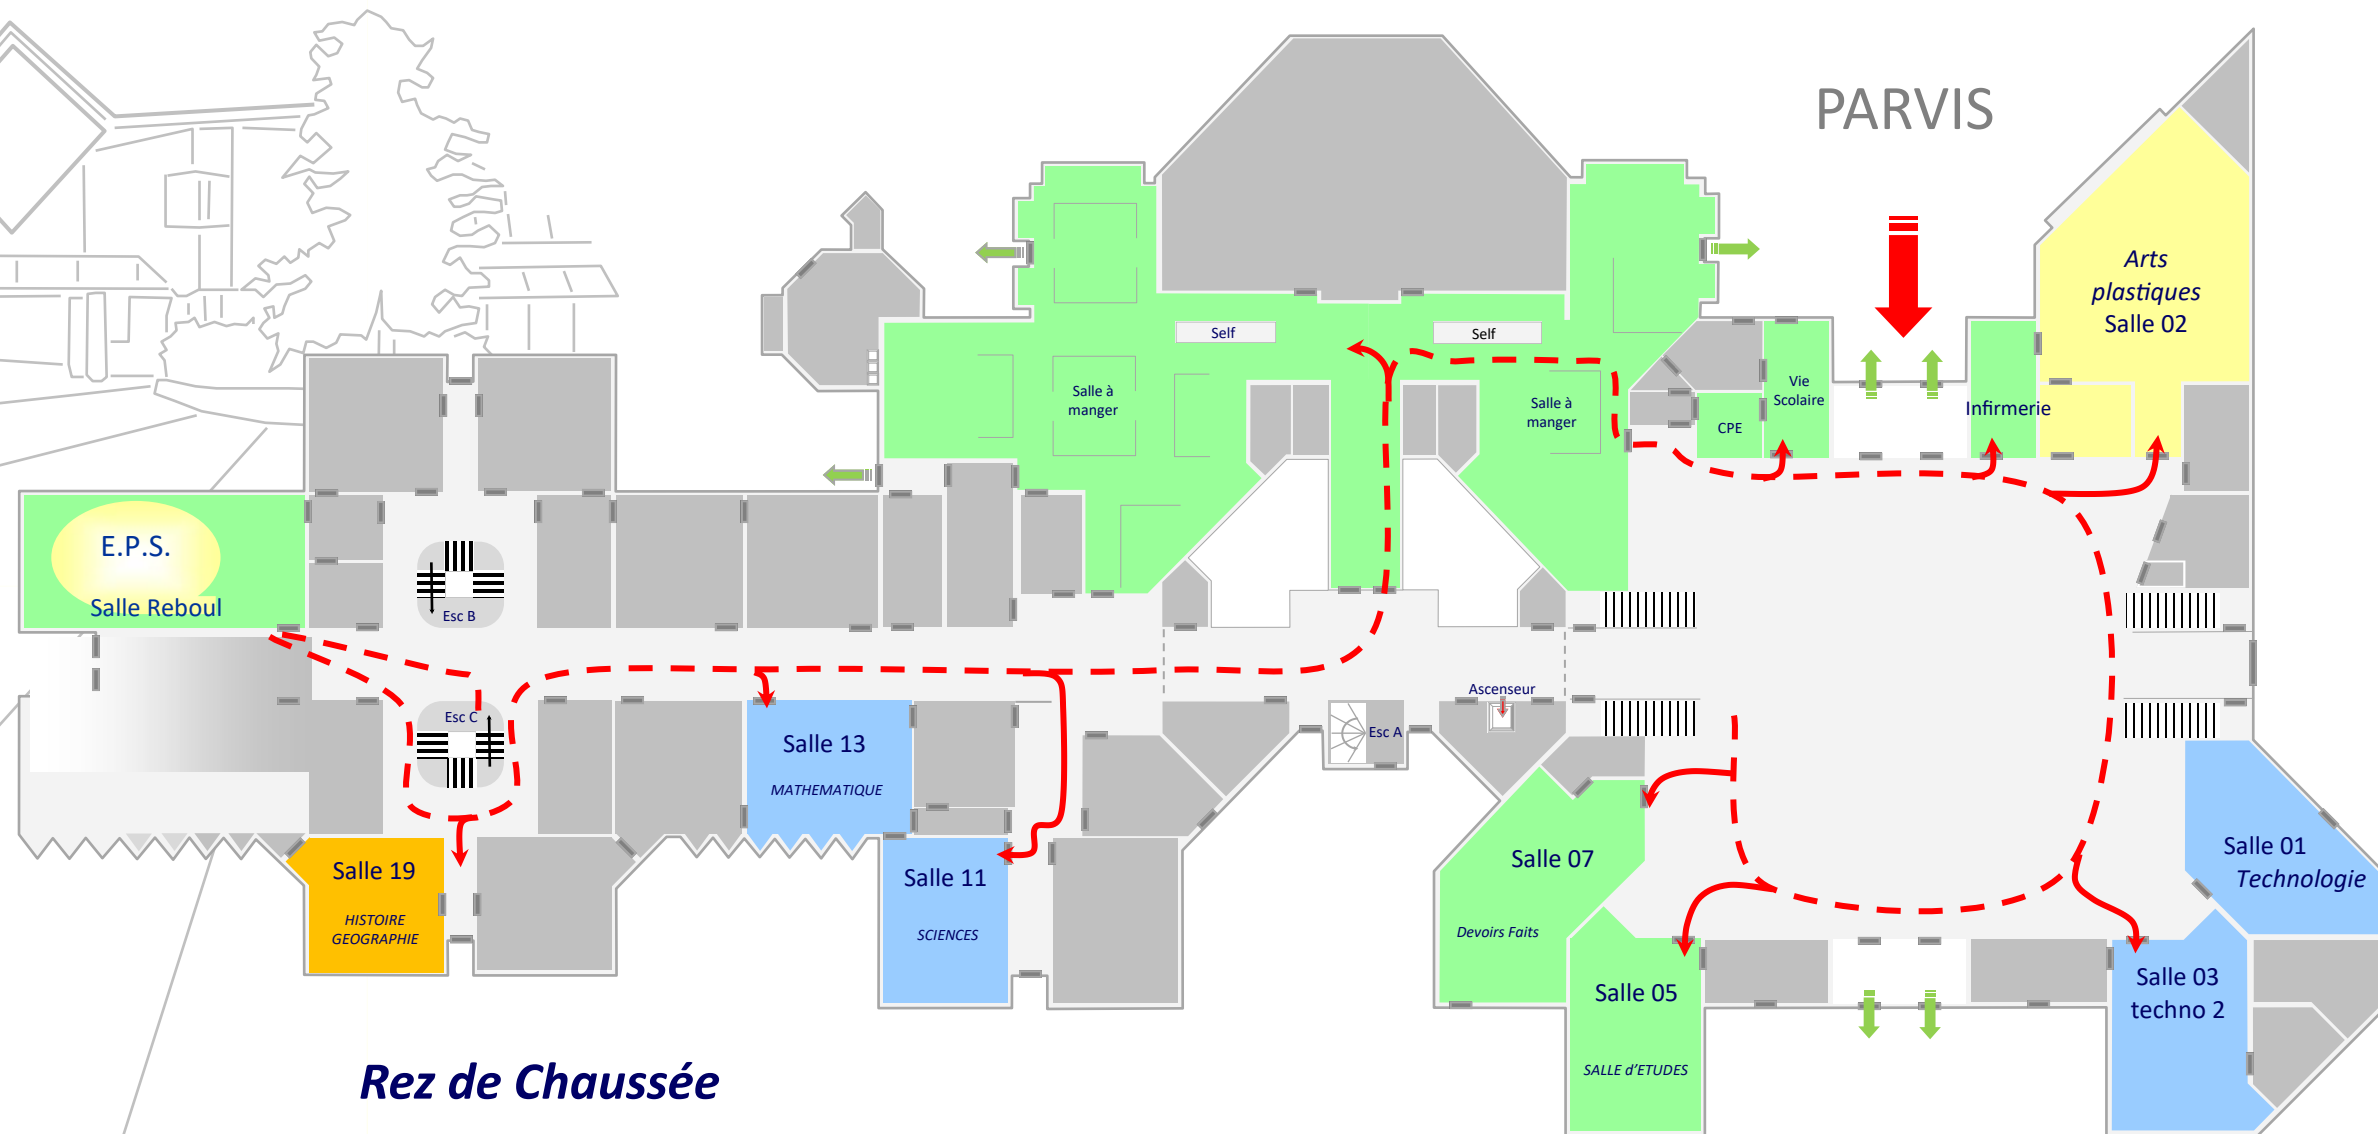 PARVIS
Arts
plastiques
Salle 02
Self
Self
Salle à
manger
Salle à
manger
Vie
Scolaire
CPE
Infirmerie
E.P.S.
Salle Reboul
Esc B
Esc C
Ascenseur
Esc A
Salle 13
MATHEMATIQUE
Salle 19
HISTOIRE
GEOGRAPHIE
Salle 11
SCIENCES
Salle 07
Devoirs Faits
Salle 01
Technologie
Salle 05
SALLE d'ETUDES
Salle 03
techno 2
Rez de Chaussée